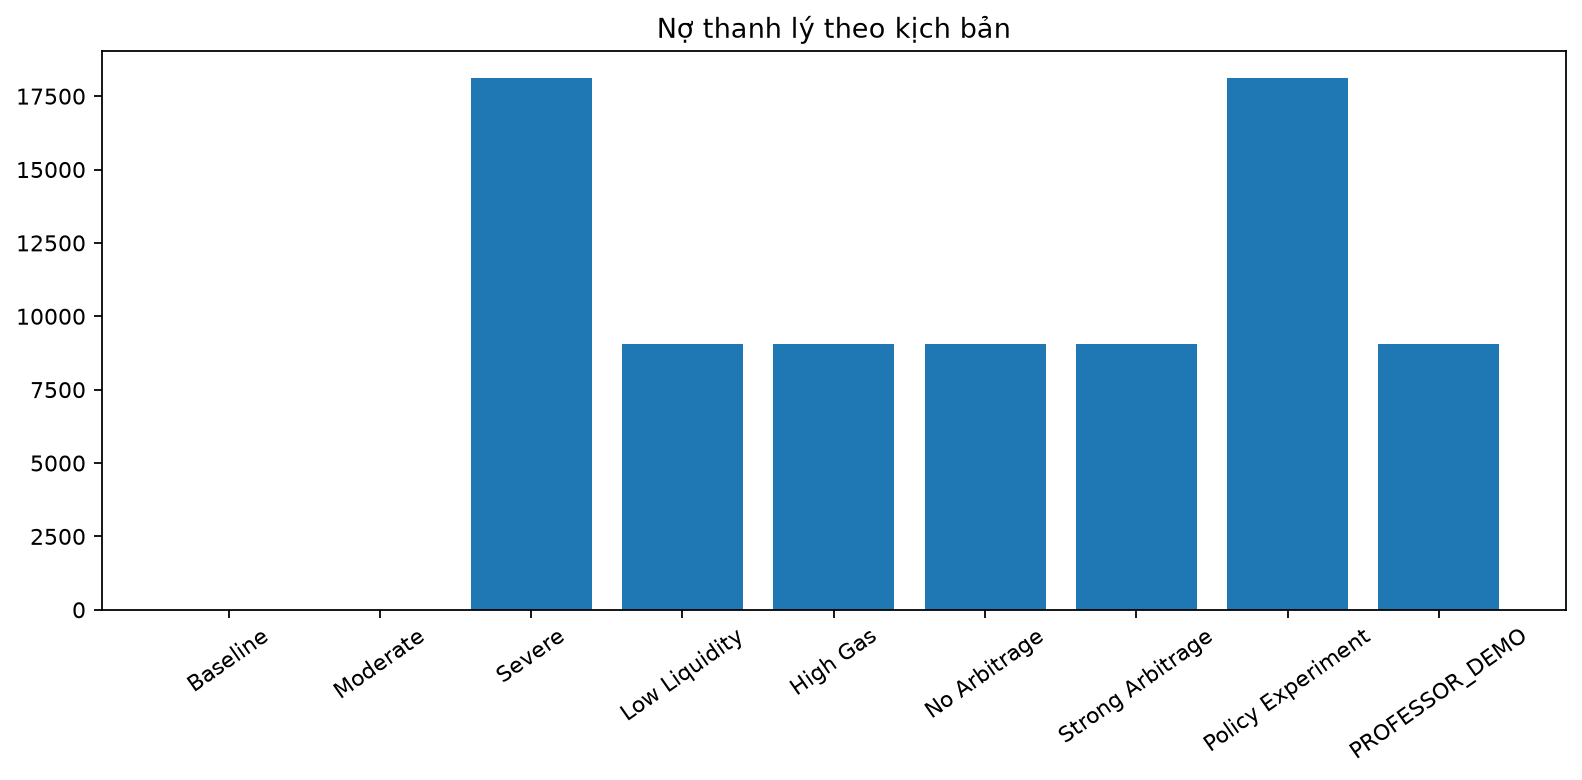 Nợ thanh lý theo kịch bản
17500
15000
12500
10000
7500
5000
2500
0
Baseline
Moderate
Severe
Low Liquidity
High Gas
No Arbitrage
Strong Arbitrage
Policy Experiment
PROFESSOR_DEMO